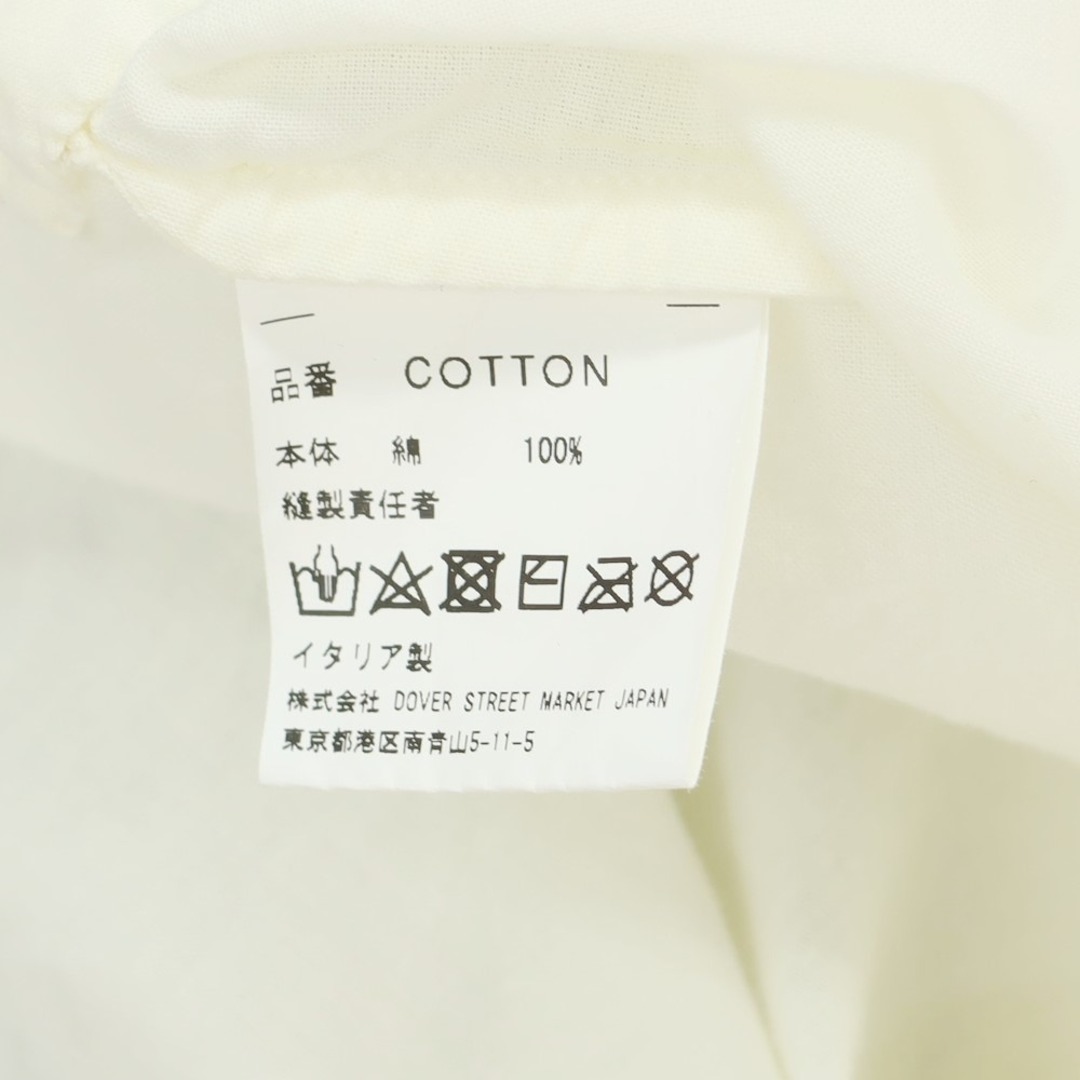 品番 COTTON
本体 綿 100%
縫製責任者
イタリア製
株式会社 DOVER STREET MARKET JAPAN
東京都港区南青山5-11-5